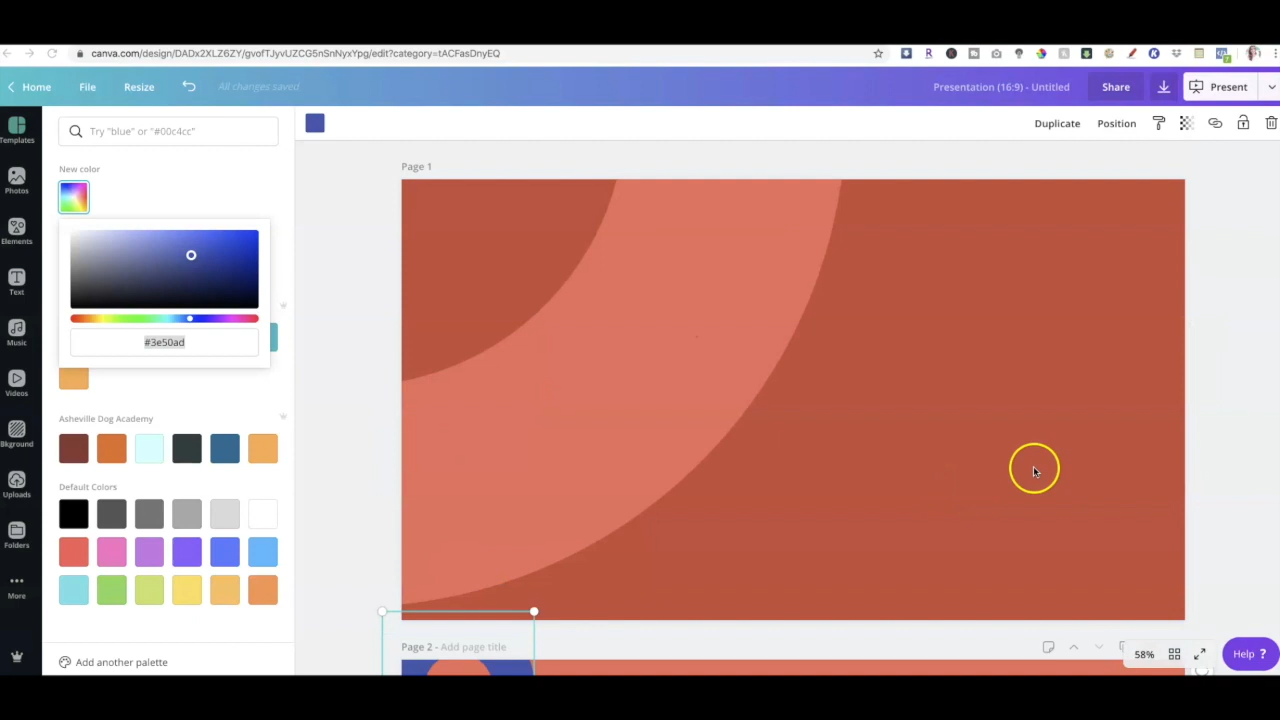 canva.com/design/DADx2XLZ6ZY/gvofTJyvUZCG5nSnNyxYpg/edit?category=tACFasDnyEQ
Home File Resize All changes saved Presentation (16:9) - Untitled Share Present
Try "blue" or "#00c4cc" Duplicate Position
Templates
Photos
Elements
Text
Music
Videos
Bkground
Uploads
Folders
More
New color
#3e50ad
Asheville Dog Academy
Default Colors
Add another palette
Page 1
Page 2 - Add page title
58%
Help ?